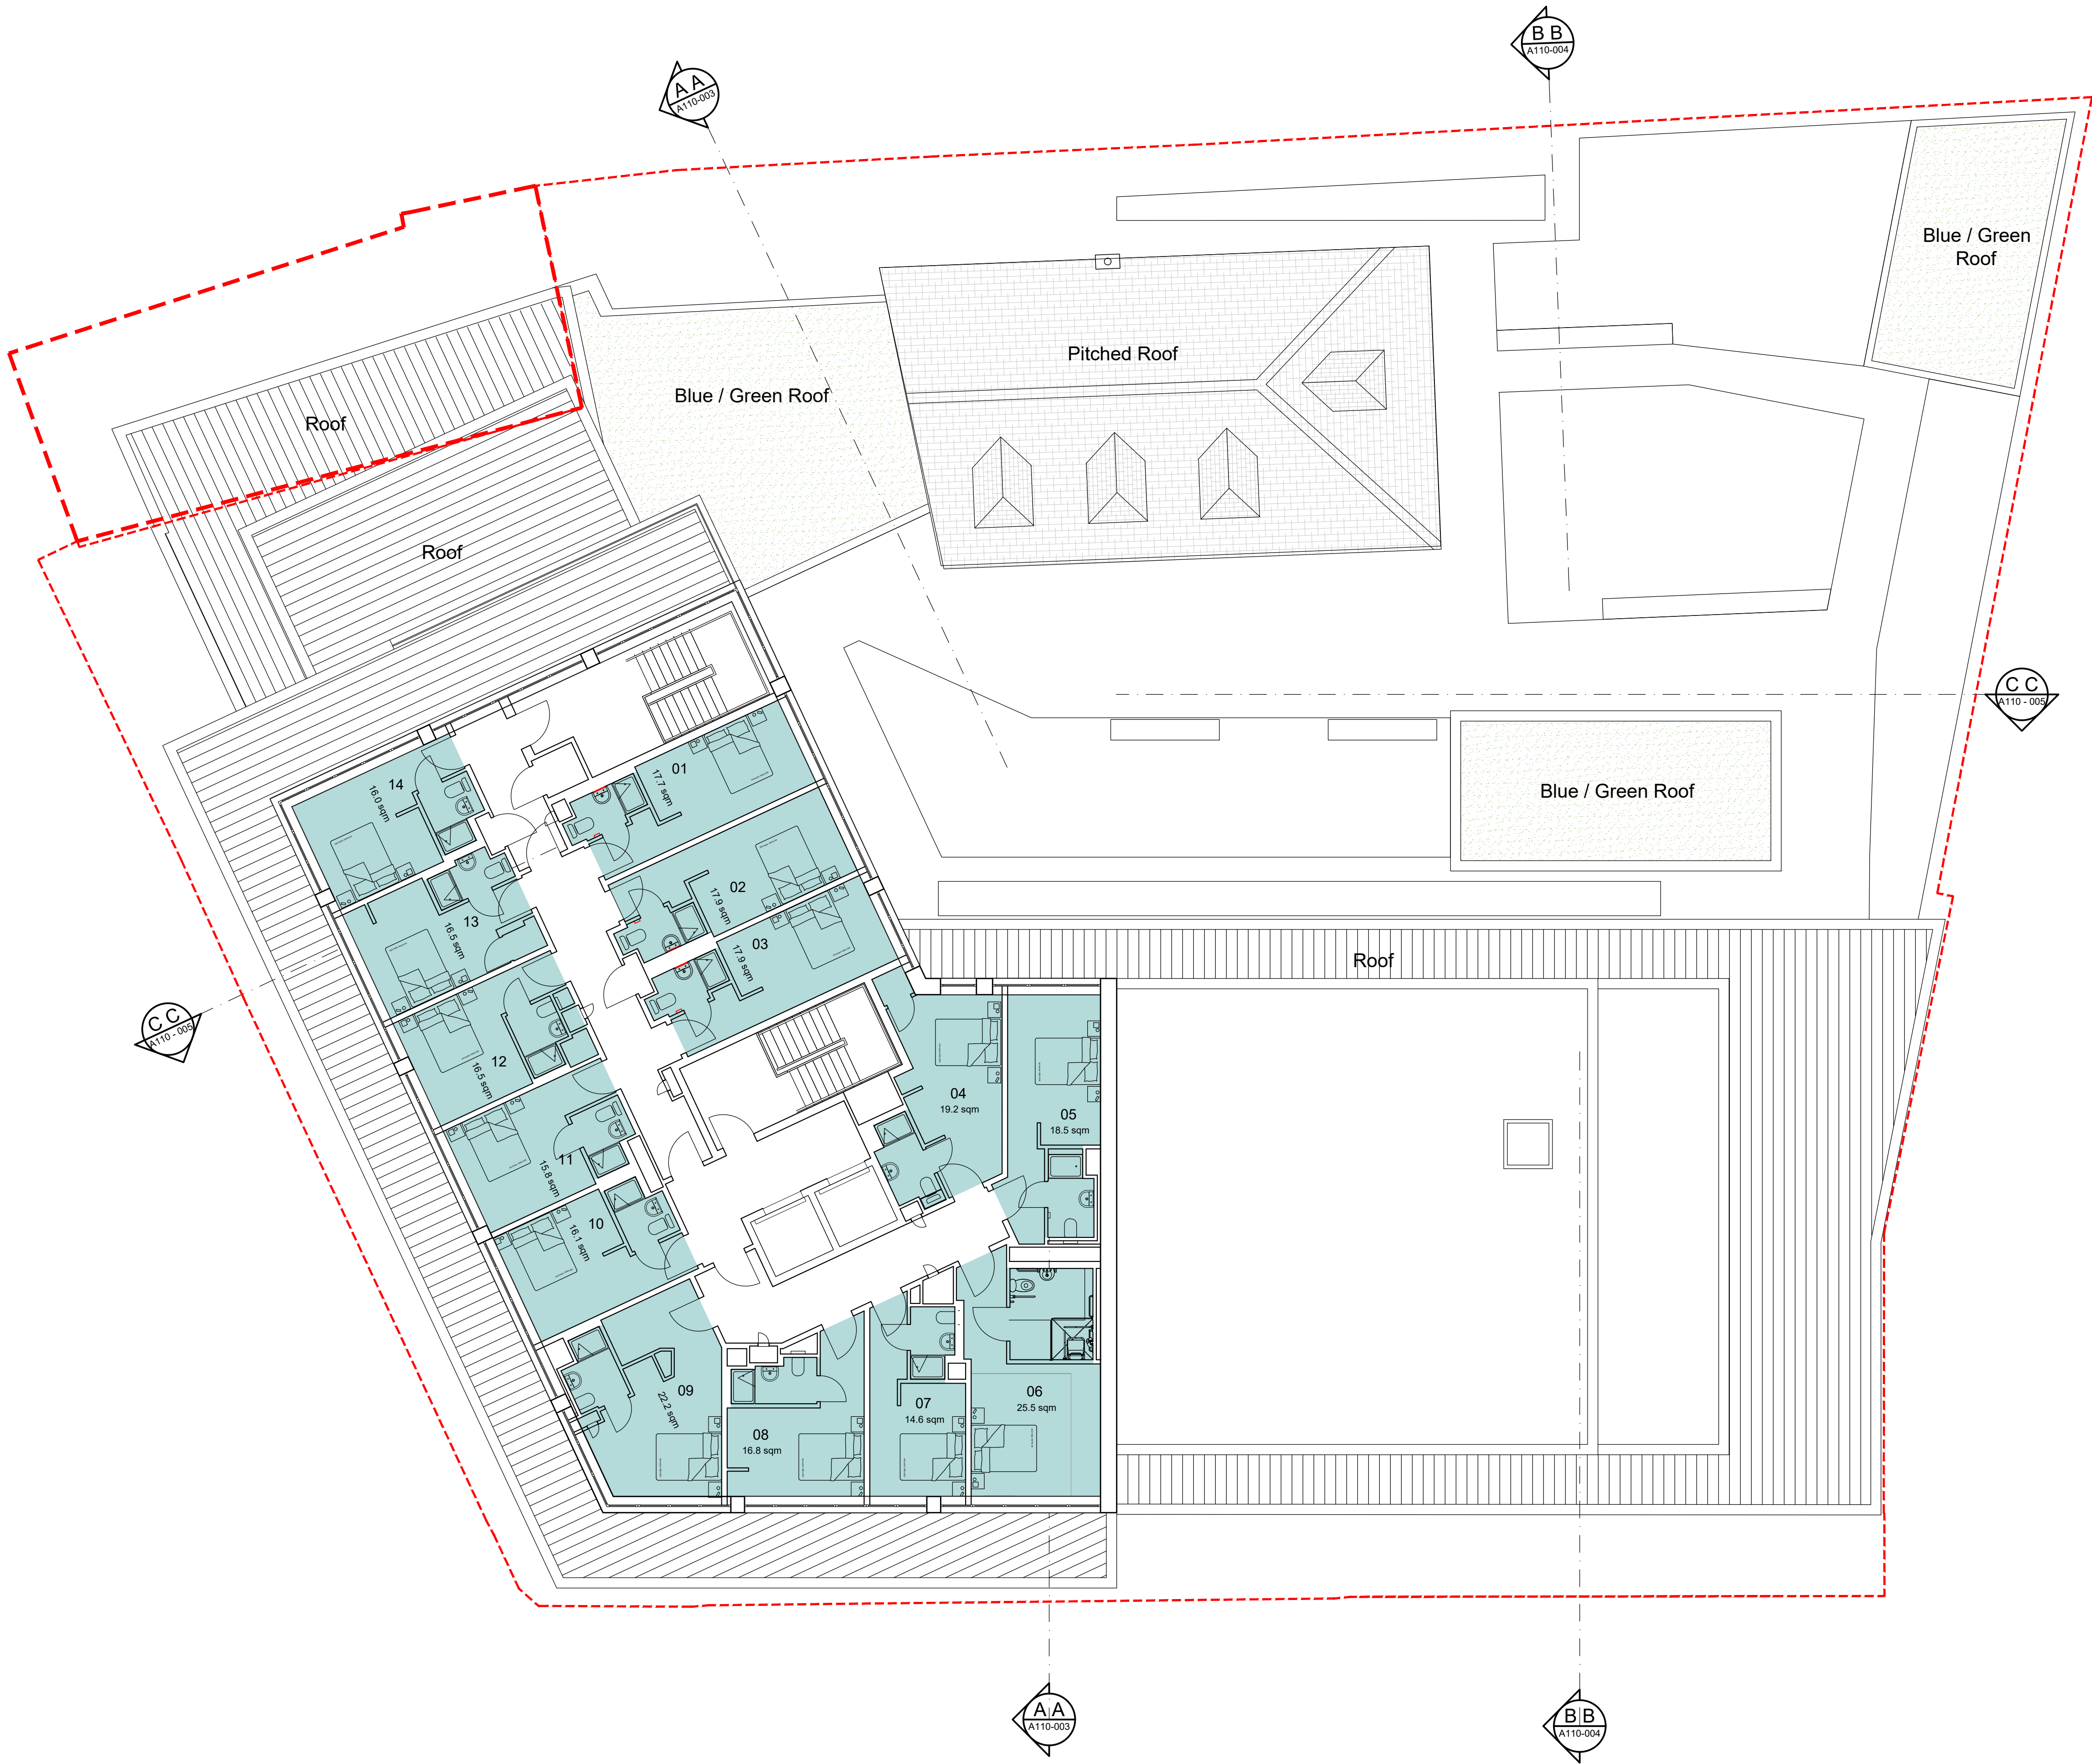 B B
A110-004
A A
A110-003
Blue / Green
Roof
Pitched Roof
Blue / Green Roof
Roof
Roof
C C
A110 - 005
Blue / Green Roof
01
17.7 sqm
14
16.0 sqm
02
17.9 sqm
13
16.5 sqm
03
17.9 sqm
Roof
C C
A110 - 005
12
16.5 sqm
04
19.2 sqm
05
18.5 sqm
11
15.8 sqm
10
16.1 sqm
09
22.2 sqm
06
25.5 sqm
07
14.6 sqm
08
16.8 sqm
A A
A110-003
B B
A110-004